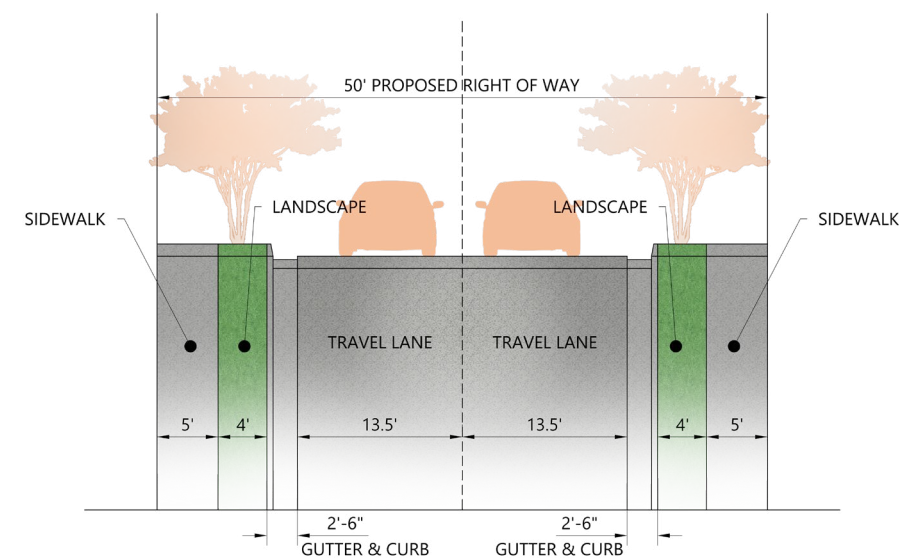 50' PROPOSED RIGHT OF WAY
LANDSCAPE
LANDSCAPE
SIDEWALK
SIDEWALK
TRAVEL LANE
TRAVEL LANE
5'
4'
13.5'
13.5'
4'
5'
2'-6"
2'-6"
GUTTER & CURB
GUTTER & CURB